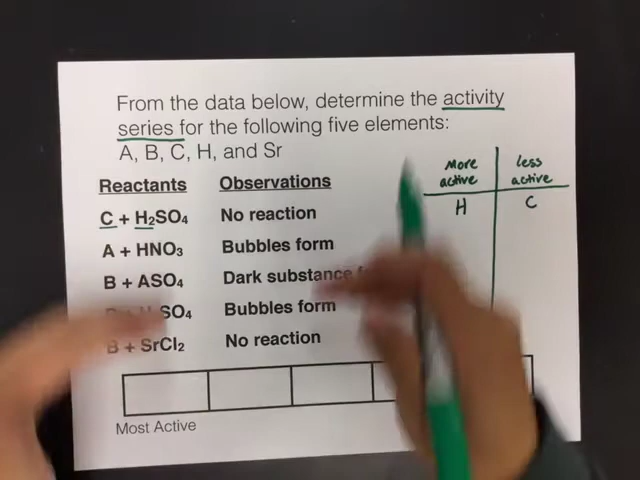 From the data below, determine the activity
series for the following five elements:
A, B, C, H, and Sr
More active
less active
H
C
Reactants Observations
C + H₂SO₄ No reaction
A + HNO₃ Bubbles form
B + ASO₄ Dark substance
SO₄ Bubbles form
B + SrCl₂ No reaction
Most Active